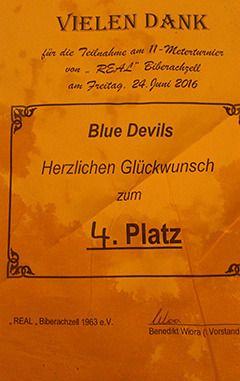 VIELEN DANK
für die Teilnahme am 11-Meterturnier
von „ REAL" Biberachzell
am Freitag, 24.Juni 2016
Blue Devils
Herzlichen Glückwunsch
zum
4. Platz
„ REAL „ Biberachzell 1963 e.V.
Benedikt Wiora ( Vorstand